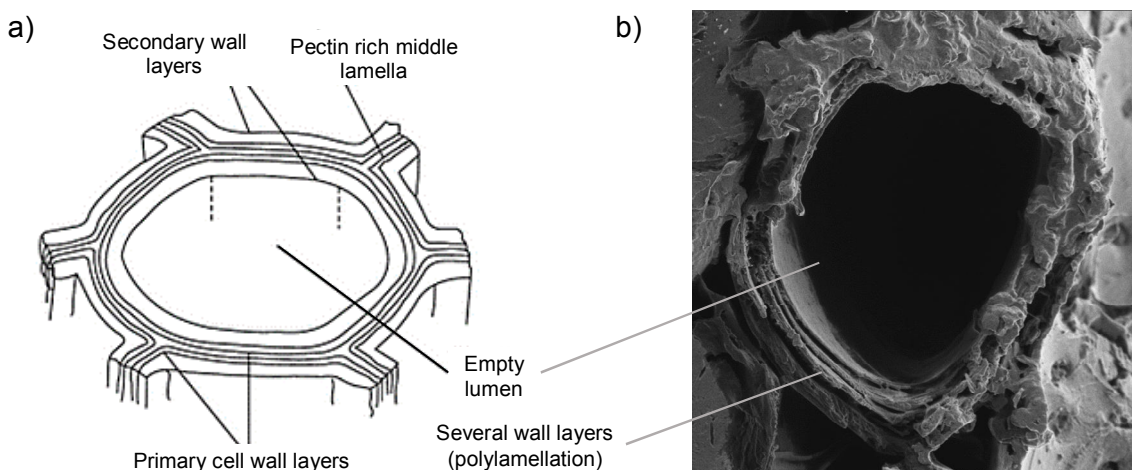 a)
Secondary wall
layers
Pectin rich middle
lamella
b)
Empty
lumen
Several wall layers
(polylamellation)
Primary cell wall layers